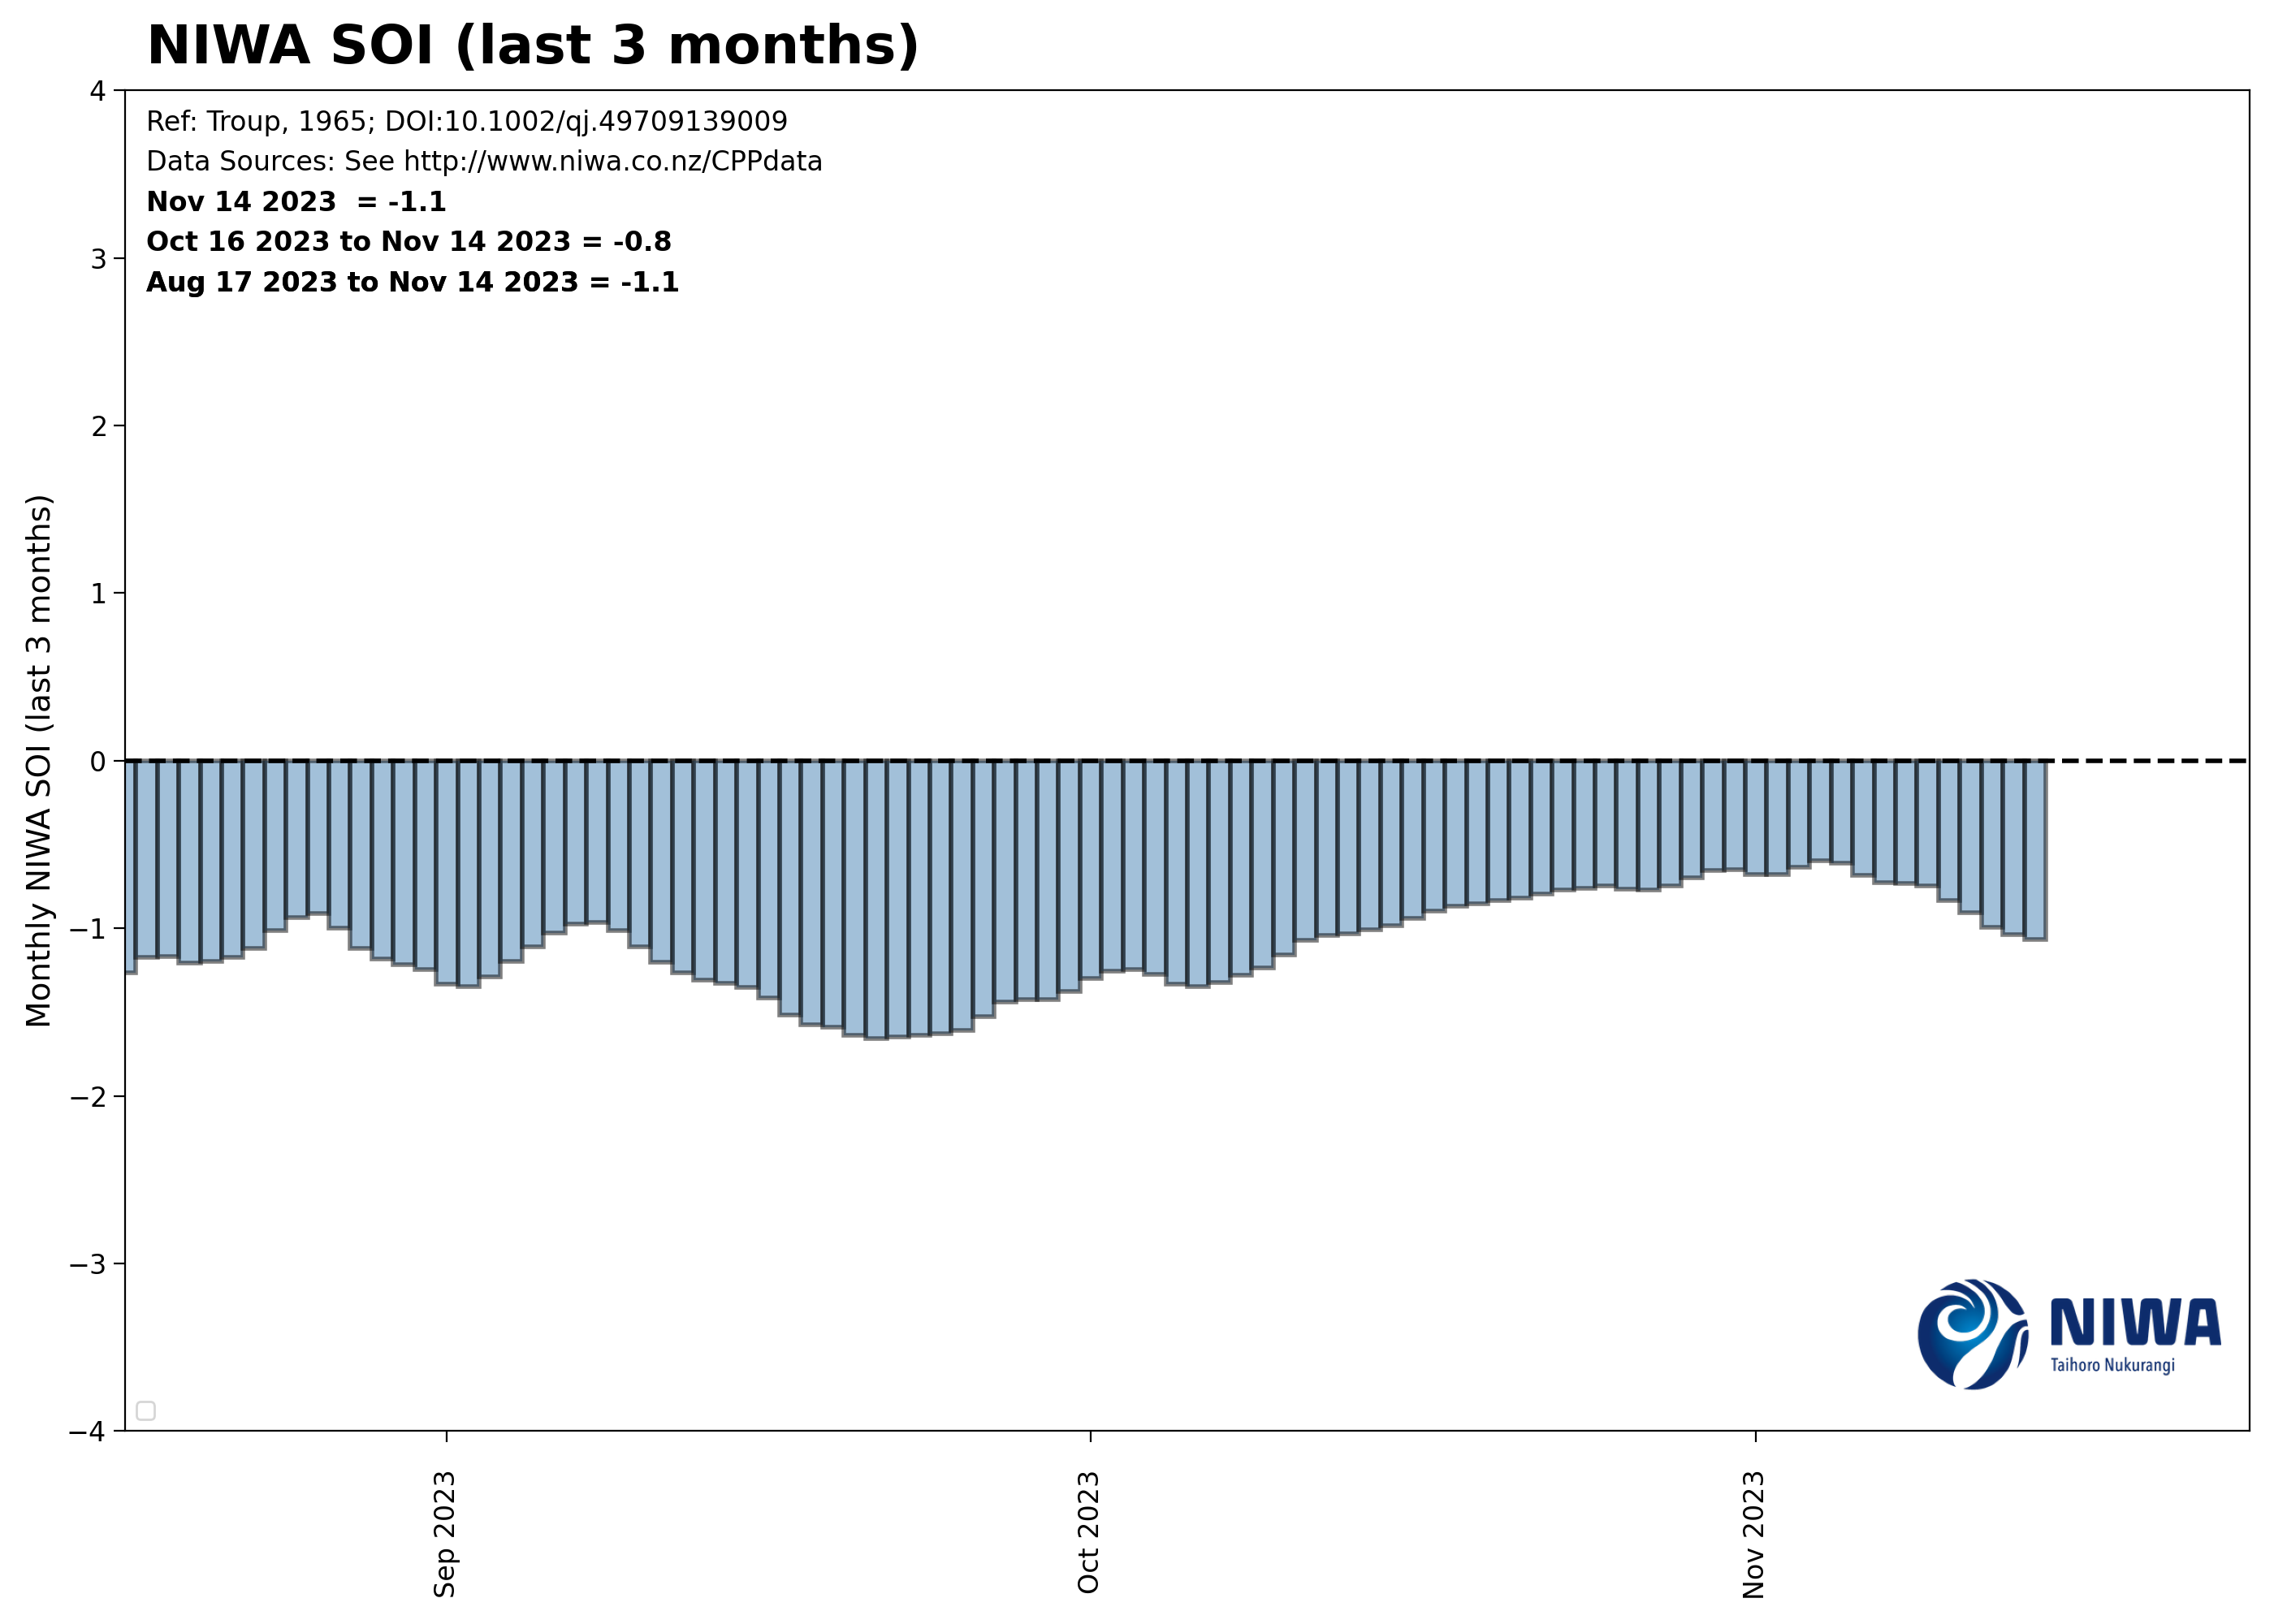 NIWA SOI (last 3 months)
Ref: Troup, 1965; DOI:10.1002/qj.49709139009
Data Sources: See http://www.niwa.co.nz/CPPdata
Nov 14 2023  = -1.1
Oct 16 2023 to Nov 14 2023 = -0.8
Aug 17 2023 to Nov 14 2023 = -1.1
Monthly NIWA SOI (last 3 months)
4
3
2
1
0
−1
−2
−3
−4
Sep 2023
Oct 2023
Nov 2023
NIWA
Taihoro Nukurangi